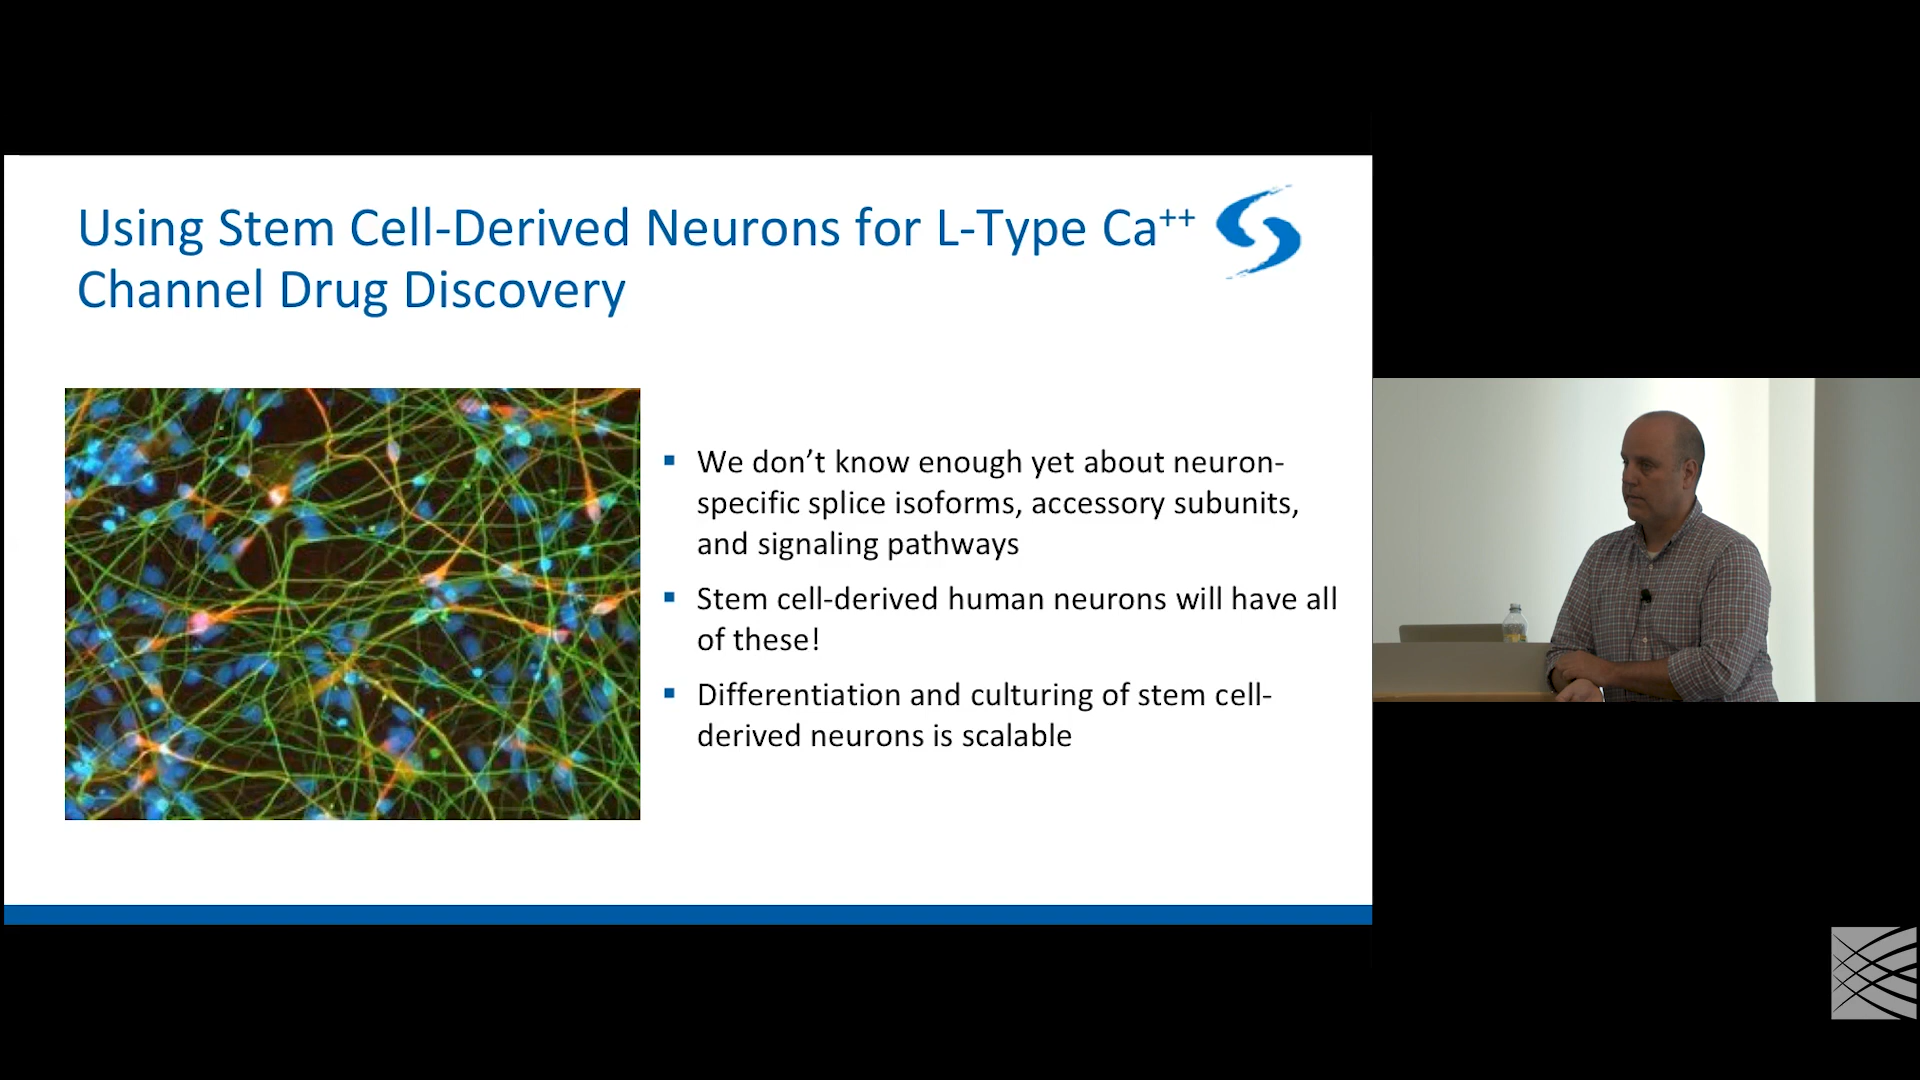 Using Stem Cell-Derived Neurons for L-Type Ca⁺⁺
Channel Drug Discovery
▪ We don’t know enough yet about neuron-
specific splice isoforms, accessory subunits,
and signaling pathways
▪ Stem cell-derived human neurons will have all
of these!
▪ Differentiation and culturing of stem cell-
derived neurons is scalable